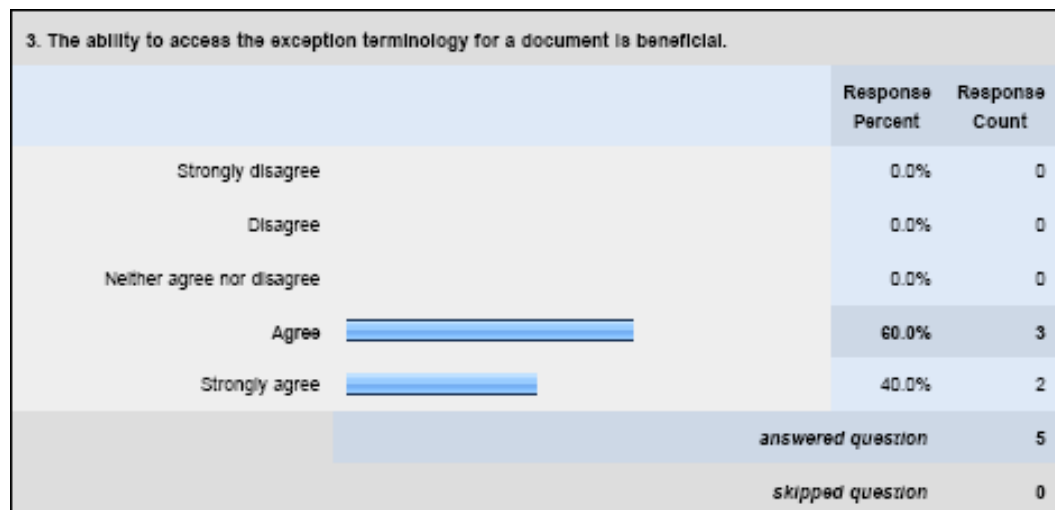 3. The ability to access the exception terminology for a document is beneficial.
Response Percent Response Count
Strongly disagree 0.0% 0
Disagree 0.0% 0
Neither agree nor disagree 0.0% 0
Agree 60.0% 3
Strongly agree 40.0% 2
answered question 5
skipped question 0